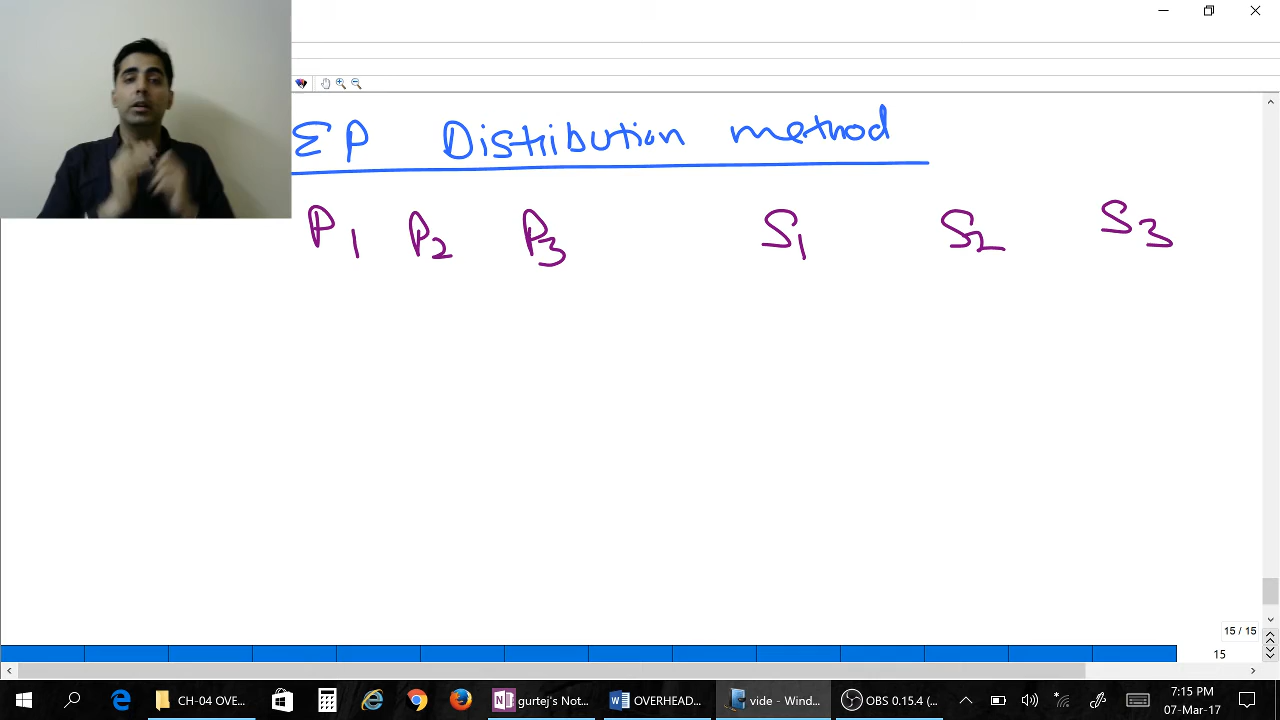 EP Distribution method
P1 P2 P3 S1 S2 S3
15 / 15
15
CH-04 OVE... gurtej's Not... OVERHEAD... vide - Wind... OBS 0.15.4 (... 7:15 PM
07-Mar-17